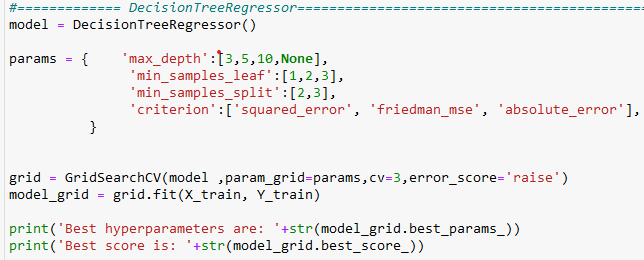 #============= DecisionTreeRegressor==========================================
model = DecisionTreeRegressor()
params = {    'max_depth':[3,5,10,None],
'min_samples_leaf':[1,2,3],
'min_samples_split':[2,3],
'criterion':['squared_error', 'friedman_mse', 'absolute_error'],
}
grid = GridSearchCV(model ,param_grid=params,cv=3,error_score='raise')
model_grid = grid.fit(X_train, Y_train)
print('Best hyperparameters are: '+str(model_grid.best_params_))
print('Best score is: '+str(model_grid.best_score_))